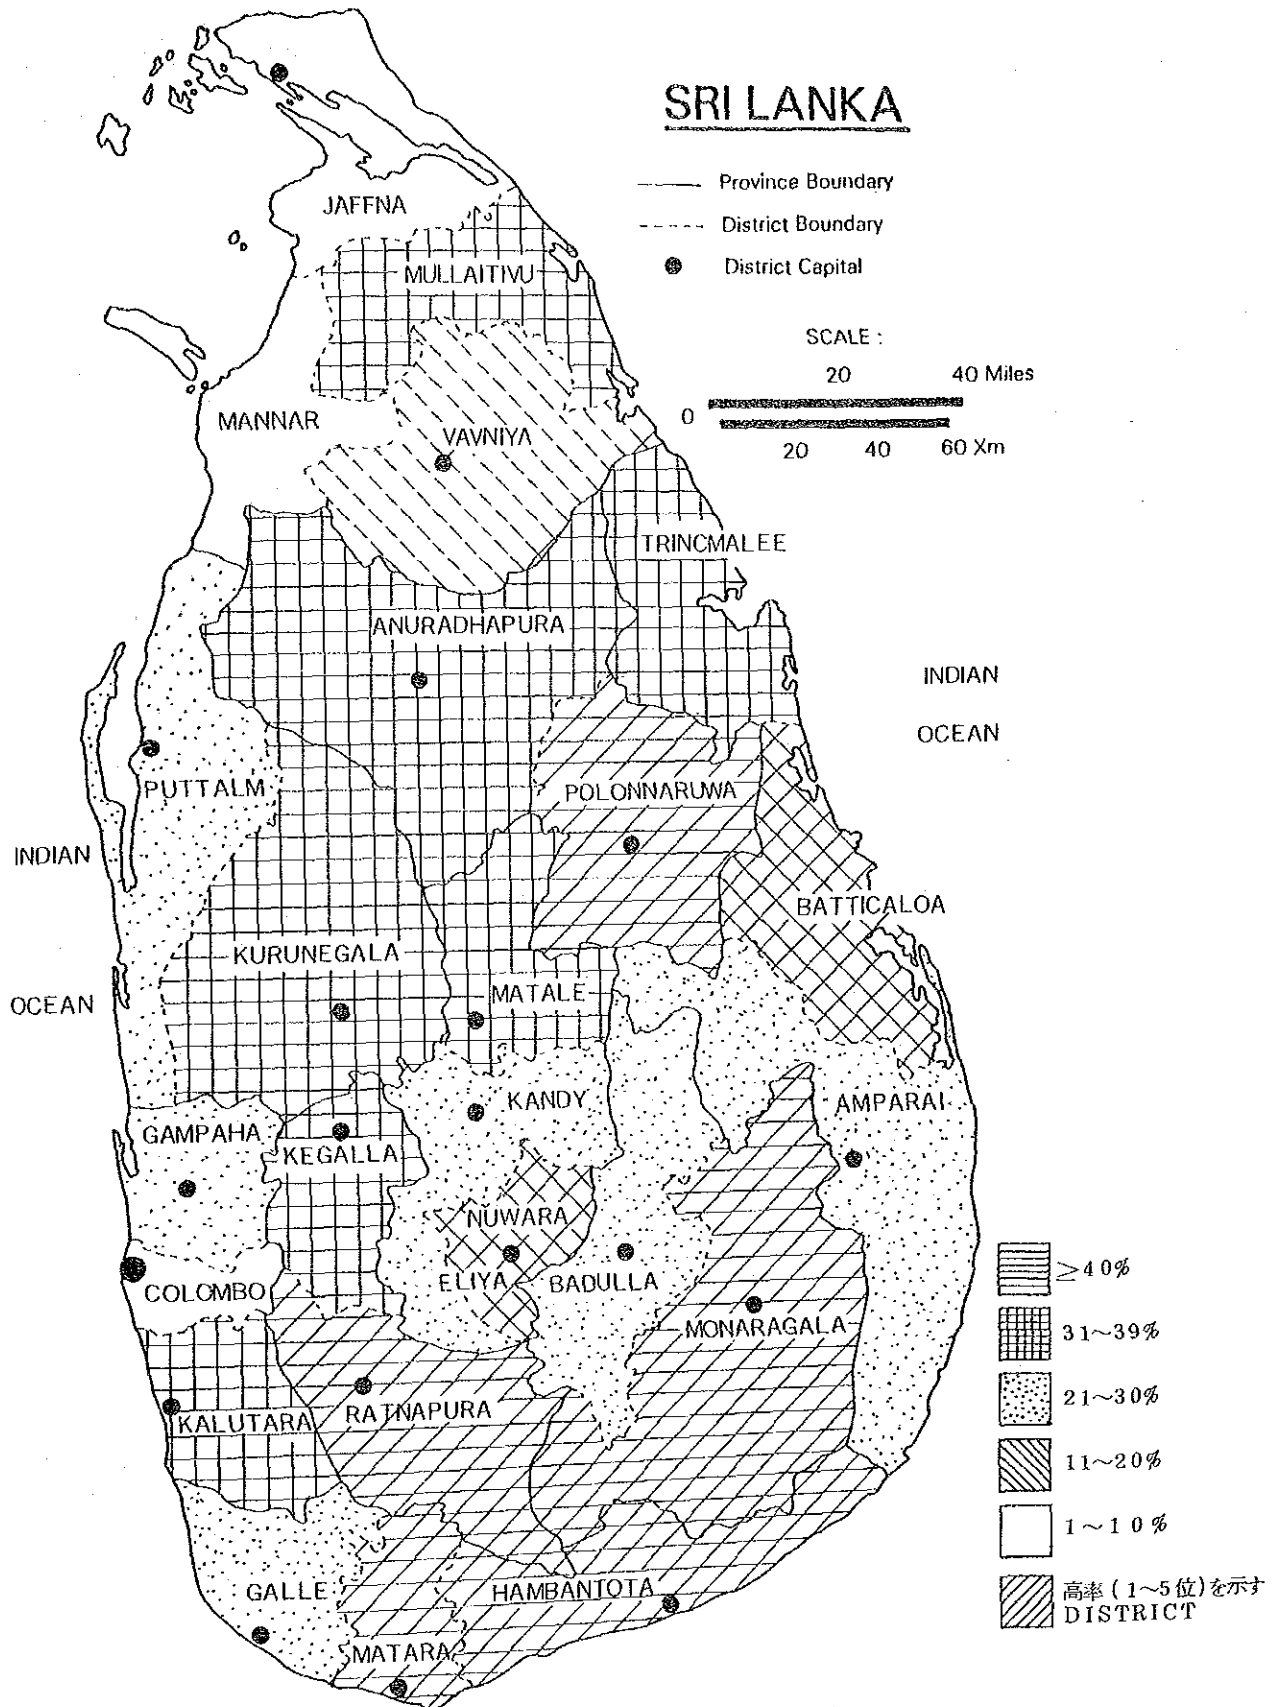 SRI LANKA
Province Boundary
District Boundary
District Capital
SCALE :
20 40 Miles
0
20 40 60 Xm
JAFFNA
MULLAITIVU
MANNAR
VAVNIYA
TRINCMALEE
ANURADHAPURA
INDIAN
OCEAN
PUTTALM
POLONNARUWA
INDIAN
BATTICALOA
KURUNEGALA
MATALE
OCEAN
KANDY
AMPARAI
GAMPAHA
KEGALLA
NUWARA
ELIYA
BADULLA
COLOMBO
MONARAGALA
KALUTARA
RATNAPURA
GALLE
HAMBANTOTA
MATARA
≥40%
31~39%
21~30%
11~20%
1~10%
高率(1~5位)を示す
DISTRICT